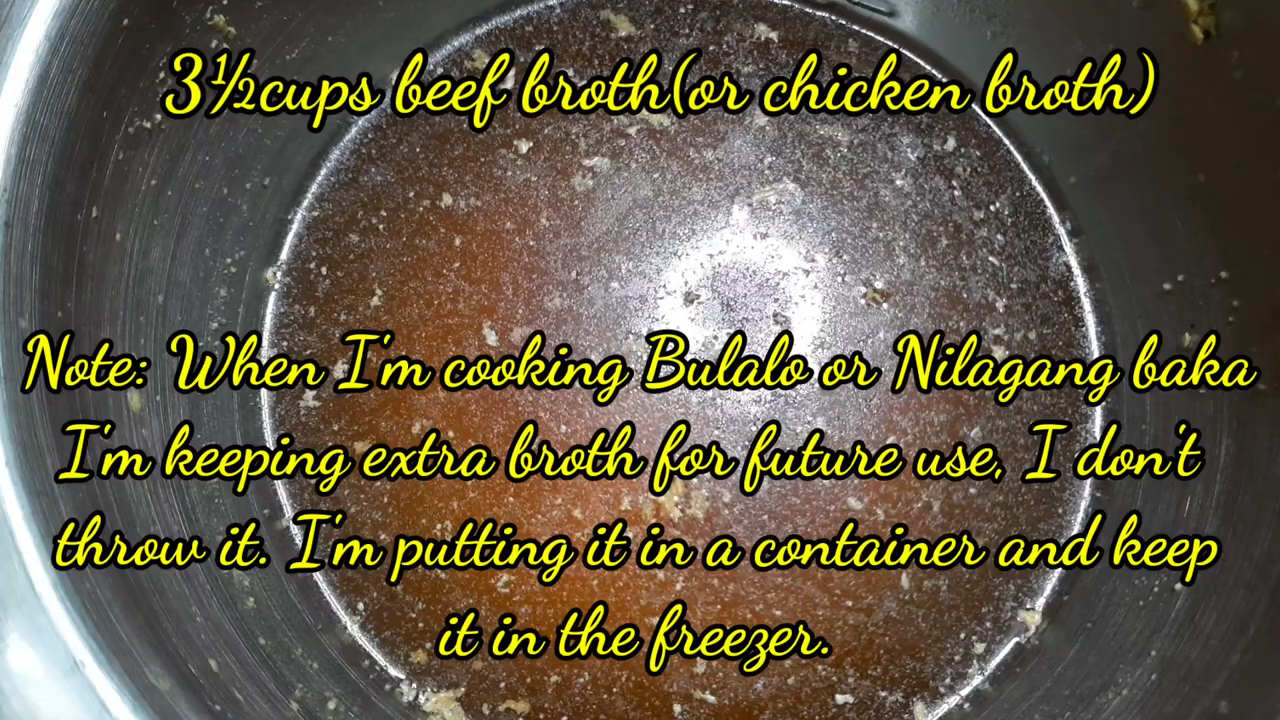 3½cups beef broth(or chicken broth)
Note: When I'm cooking Bulalo or Nilagang baka
I'm keeping extra broth for future use, I don't
throw it. I'm putting it in a container and keep
it in the freezer.